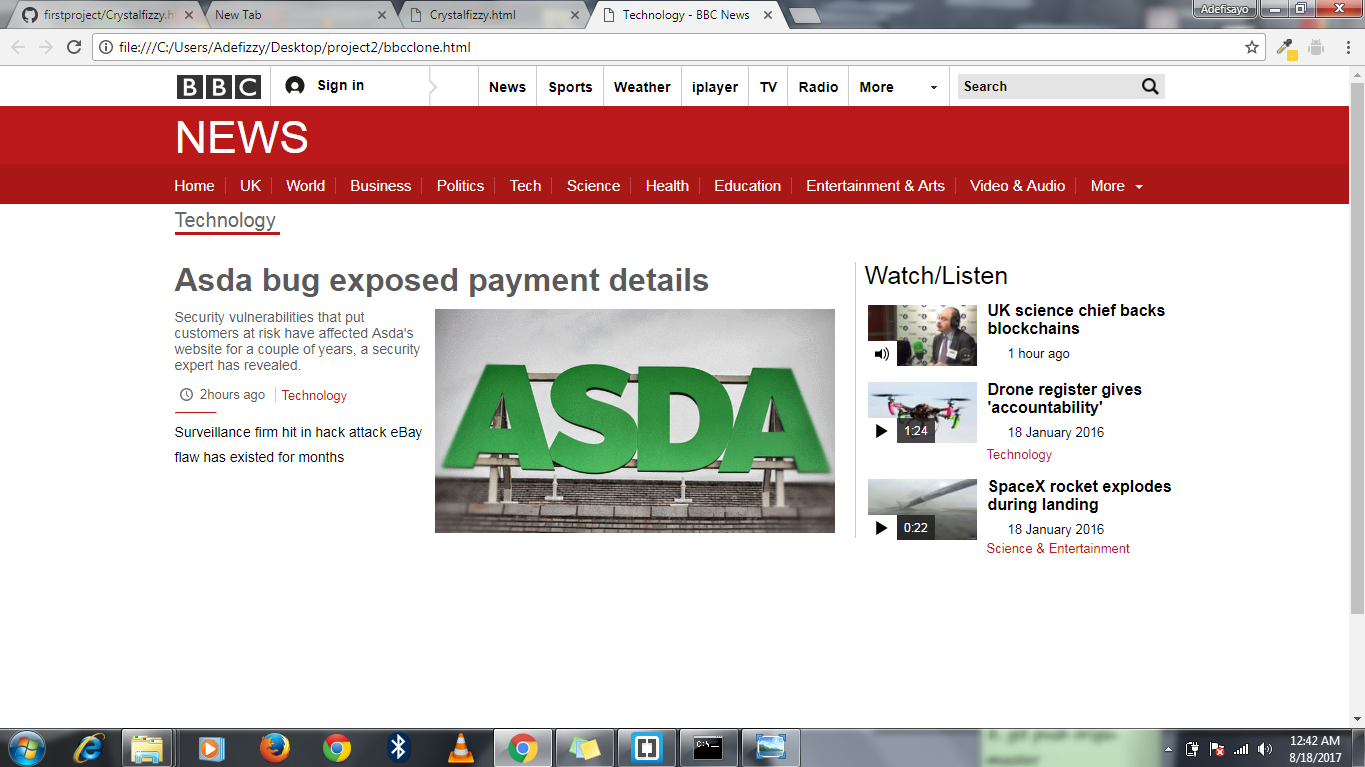 firstproject/Crystalfizzy.h
New Tab
Crystalfizzy.html
Technology - BBC News
Adefisayo
file:///C:/Users/Adefizzy/Desktop/project2/bbcclone.html
BBC
Sign in
News
Sports
Weather
iplayer
TV
Radio
More
Search
NEWS
Home
UK
World
Business
Politics
Tech
Science
Health
Education
Entertainment & Arts
Video & Audio
More
Technology
Asda bug exposed payment details
Security vulnerabilities that put
customers at risk have affected Asda's
website for a couple of years, a security
expert has revealed.
2hours ago
Technology
Surveillance firm hit in hack attack eBay
flaw has existed for months
ASDA
Watch/Listen
UK science chief backs
blockchains
1 hour ago
Drone register gives
'accountability'
1:24
18 January 2016
Technology
SpaceX rocket explodes
during landing
0:22
18 January 2016
Science & Entertainment
C:\_
master
12:42 AM
8/18/2017